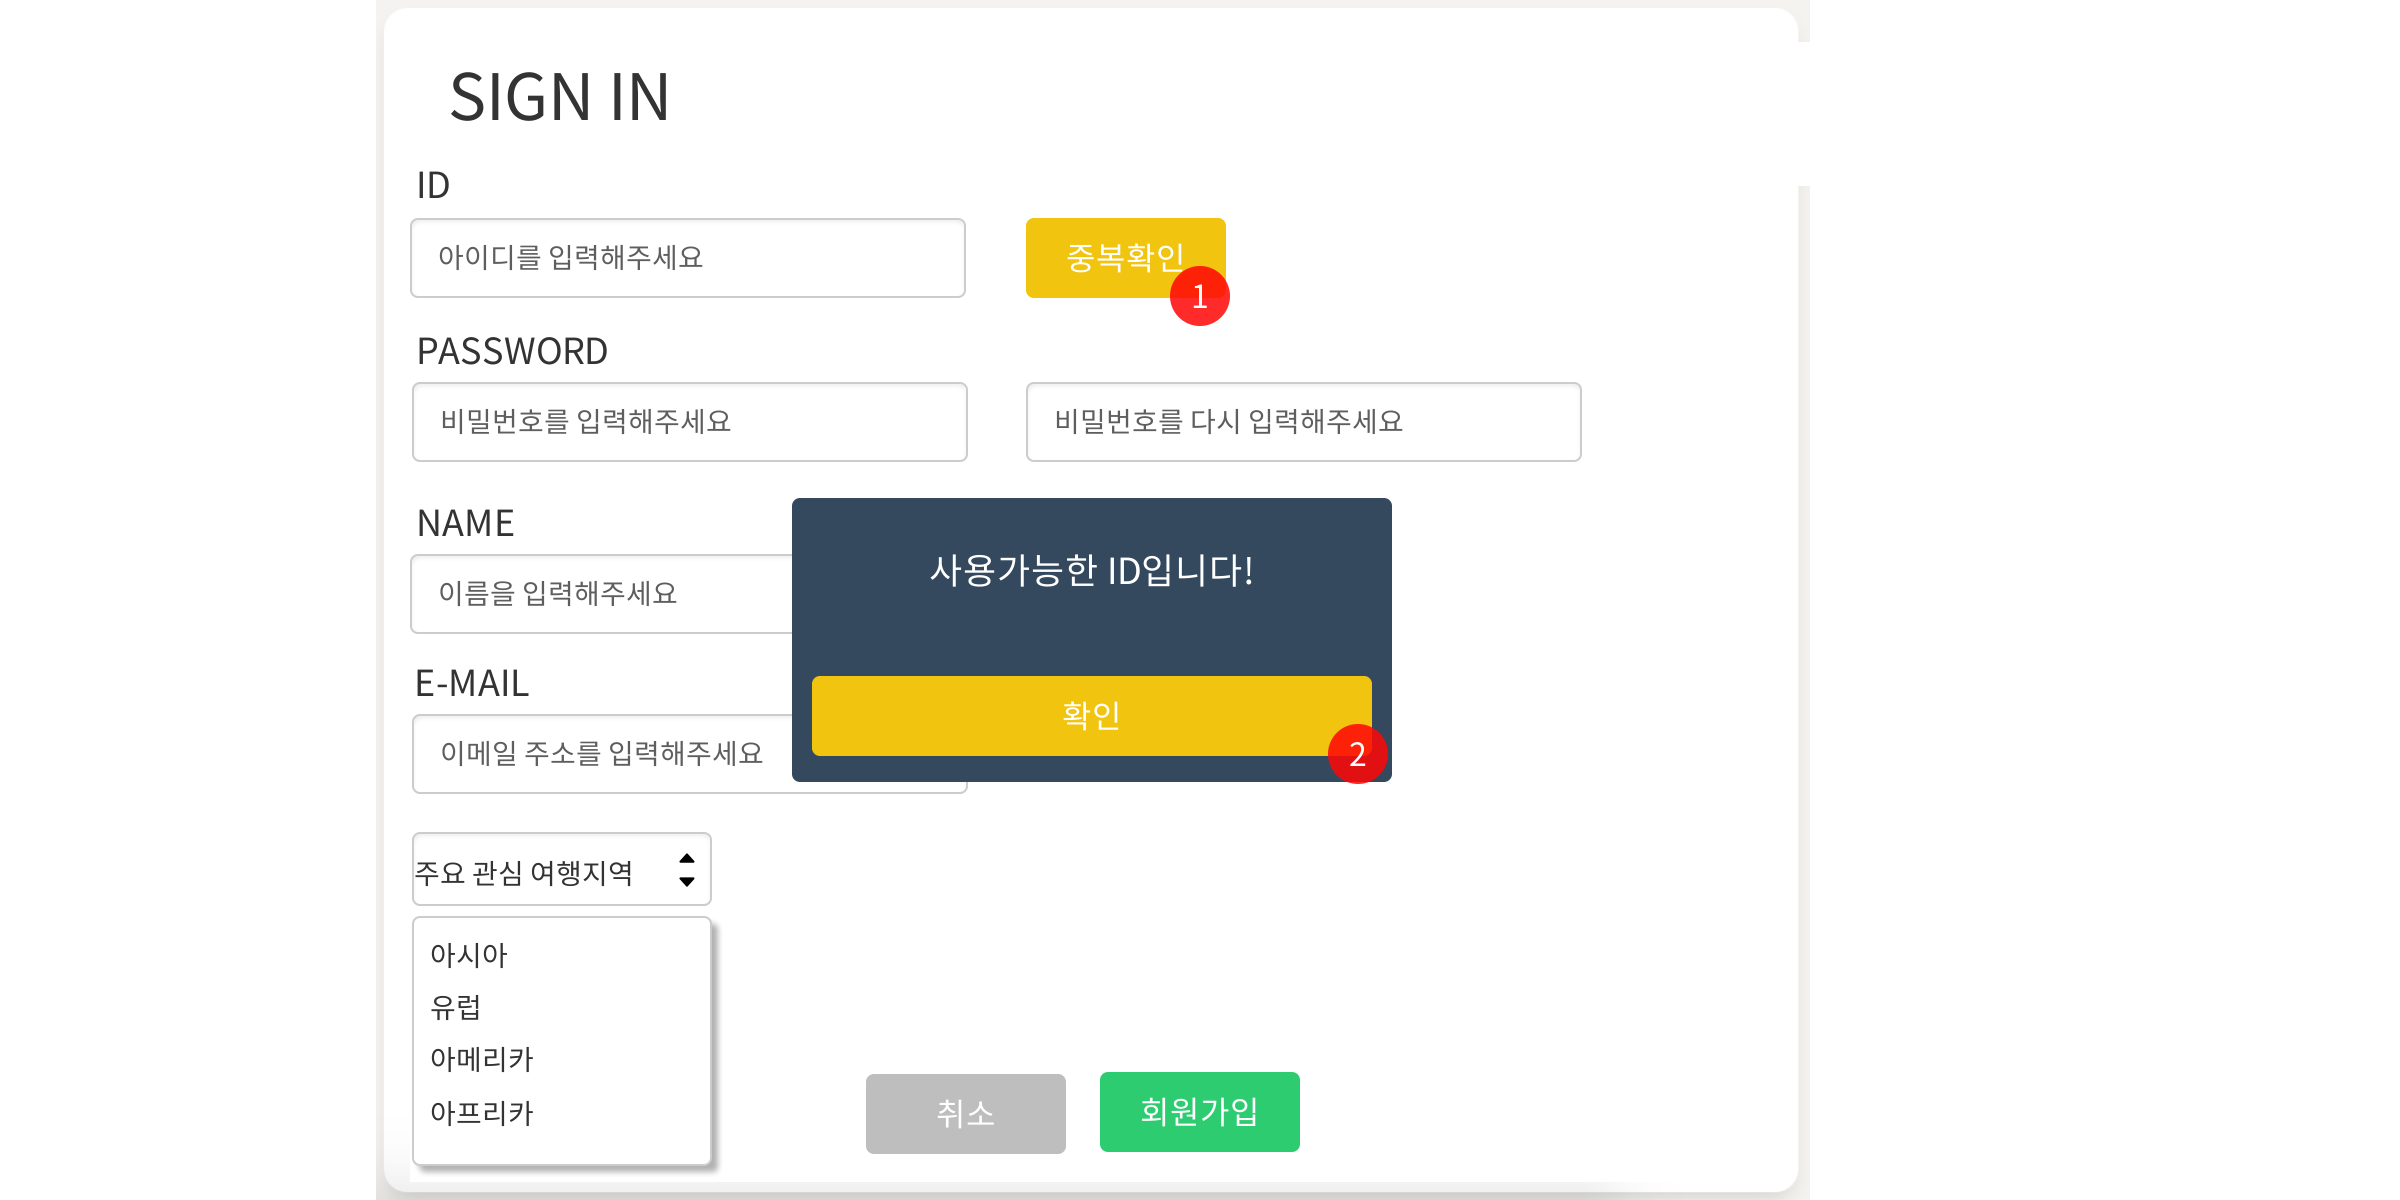 SIGN IN
ID
아이디를 입력해주세요
중복확인
1
PASSWORD
비밀번호를 입력해주세요
비밀번호를 다시 입력해주세요
NAME
이름을 입력해주세요
사용가능한 ID입니다!
E-MAIL
이메일 주소를 입력해주세요
확인
2
주요 관심 여행지역
아시아
유럽
아메리카
아프리카
취소
회원가입